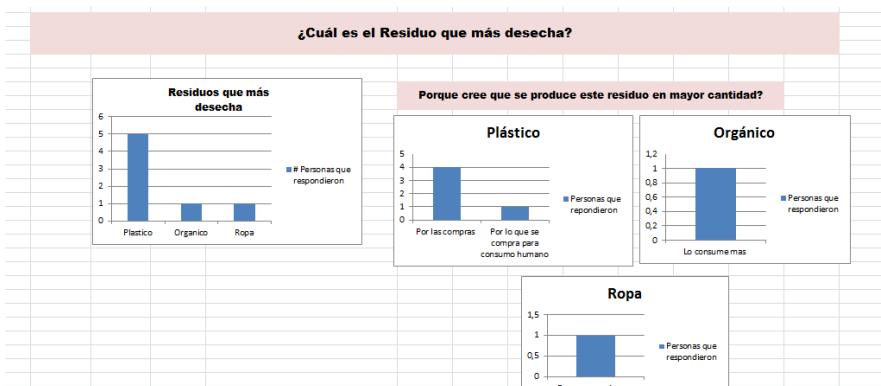 ¿Cuál es el Residuo que más desecha?
Residuos que más
desecha
6
5
4
3
2
1
0
Plastico Organico Ropa
# Personas que
respondieron
Porque cree que se produce este residuo en mayor cantidad?
Plástico
5
4
3
2
1
0
Por las compras
Por lo que se
compra para
consumo humano
Personas que
repondieron
Orgánico
1,2
1
0,8
0,6
0,4
0,2
0
Lo consume mas
Personas que
respondieron
Ropa
1,5
1
0,5
0
Personas que
respondieron